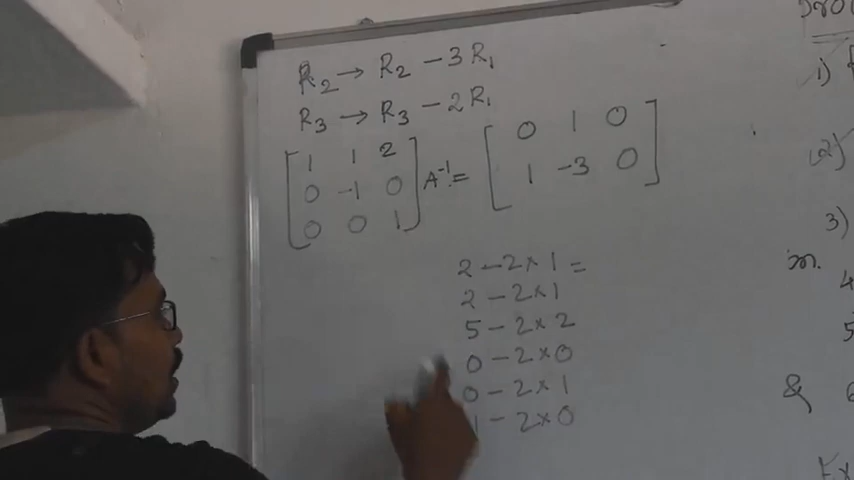 R₂ → R₂ - 3R₁
R₃ → R₃ - 2R₁
[1 1 2] [0 1 0]
[0 -1 0] A⁻¹ = [1 -3 0]
[0 0 1]
2 - 2×1 =
2 - 2×1
5 - 2×2
0 - 2×0
0 - 2×1
1 - 2×0
1)
2)
3)
&